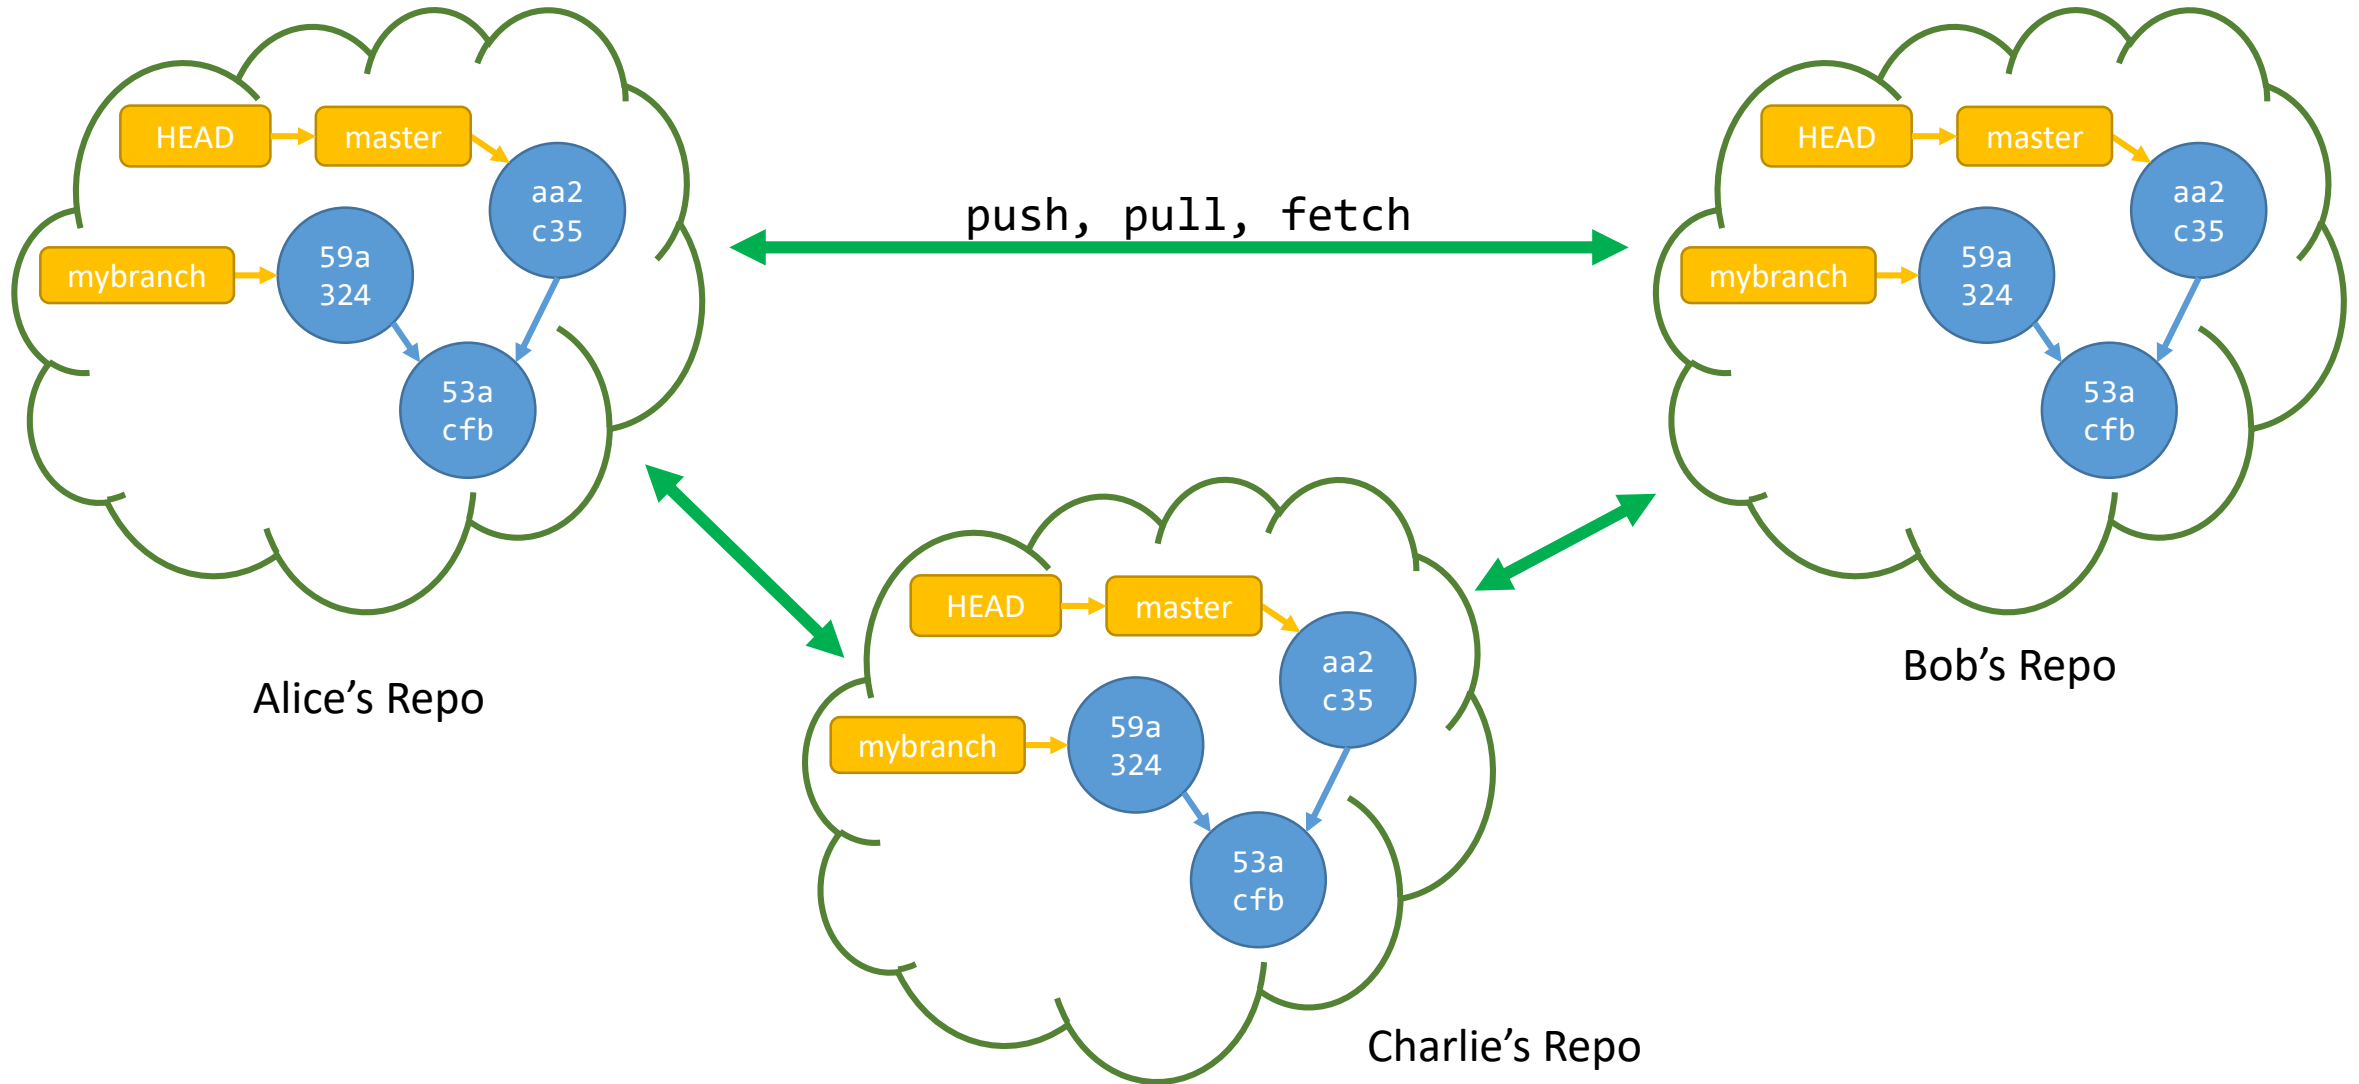 HEAD
master
aa2
c35
mybranch
59a
324
53a
cfb
Alice’s Repo
push, pull, fetch
HEAD
master
aa2
c35
mybranch
59a
324
53a
cfb
Bob’s Repo
HEAD
master
aa2
c35
mybranch
59a
324
53a
cfb
Charlie’s Repo